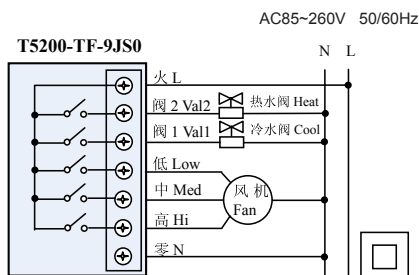 AC85~260V 50/60Hz
T5200-TF-9JS0
N L
火 L
阀 2 Val2
热水阀 Heat
阀 1 Val1
冷水阀 Cool
低 Low
中 Med
风 机
Fan
高 Hi
零 N